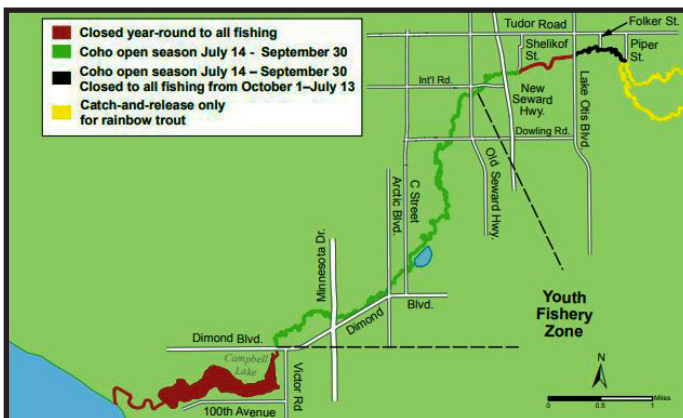 Closed year-round to all fishing
Coho open season July 14 - September 30
Coho open season July 14 – September 30
Closed to all fishing from October 1–July 13
Catch-and-release only
for rainbow trout
Folker St.
Tudor Road
Shelikof
St.
Piper
St.
Int'l Rd.
New
Seward
Hwy.
Lake Otis Blvd.
Dowling Rd.
Old Seward Hwy.
C Street
Arctic Blvd.
Minnesota Dr.
Youth
Fishery
Zone
Dimond
Blvd.
Dimond Blvd.
Campbell
Lake
Victor Rd
100th Avenue
N
0
0.5
1
Miles